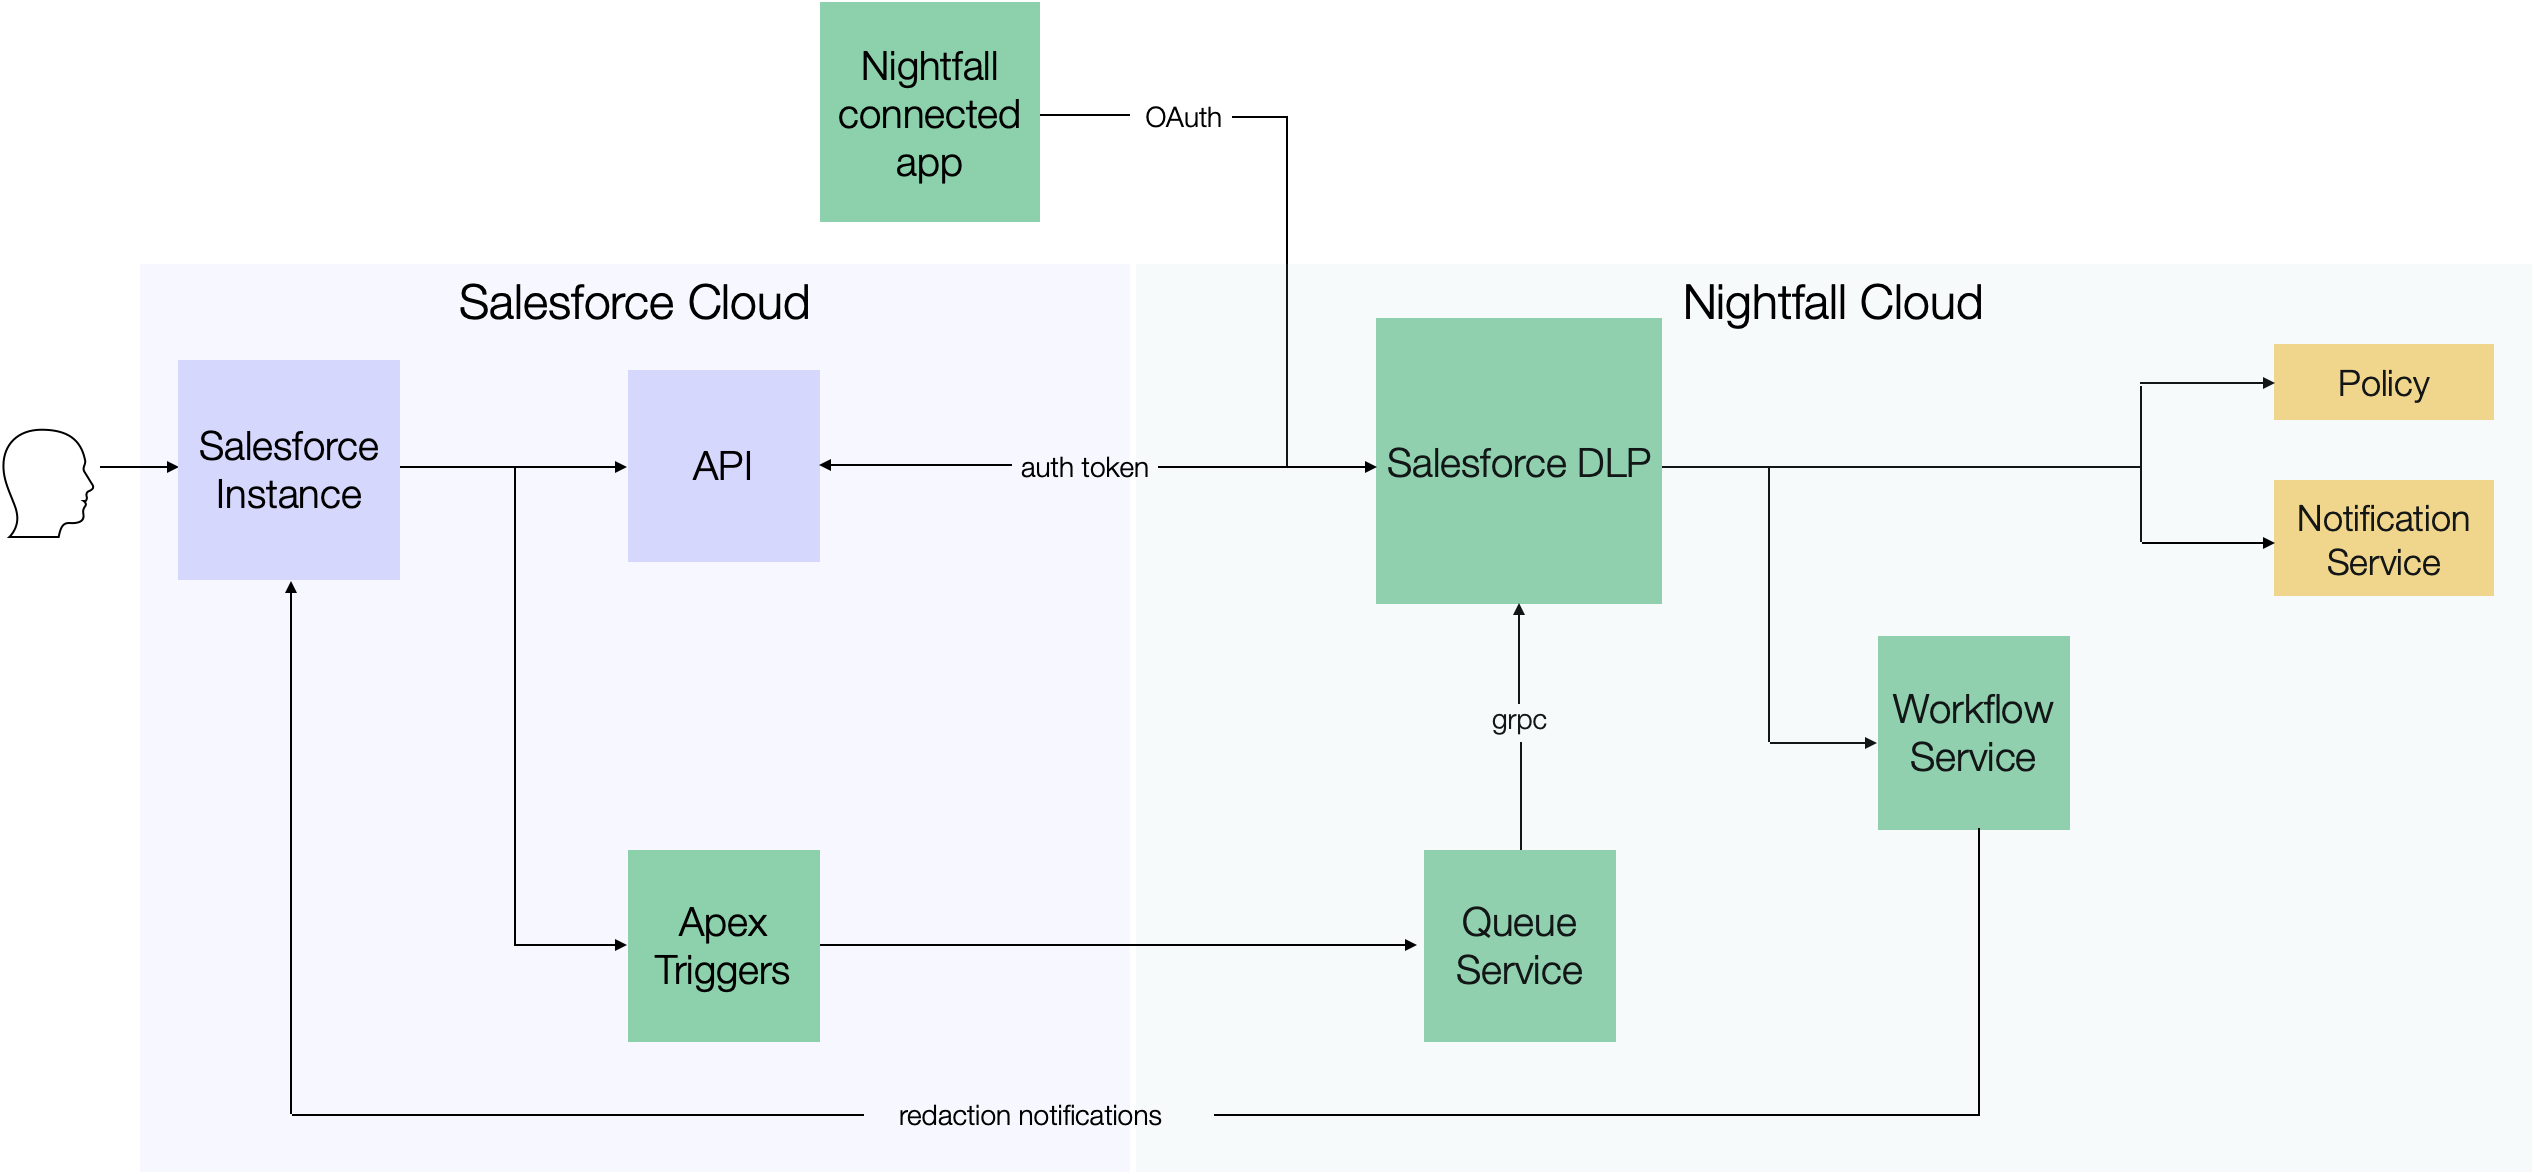 Nightfall
connected
app
OAuth
Salesforce Cloud
Nightfall Cloud
Salesforce
Instance
API
auth token
Salesforce DLP
Policy
Notification
Service
grpc
Workflow
Service
Apex
Triggers
Queue
Service
redaction notifications